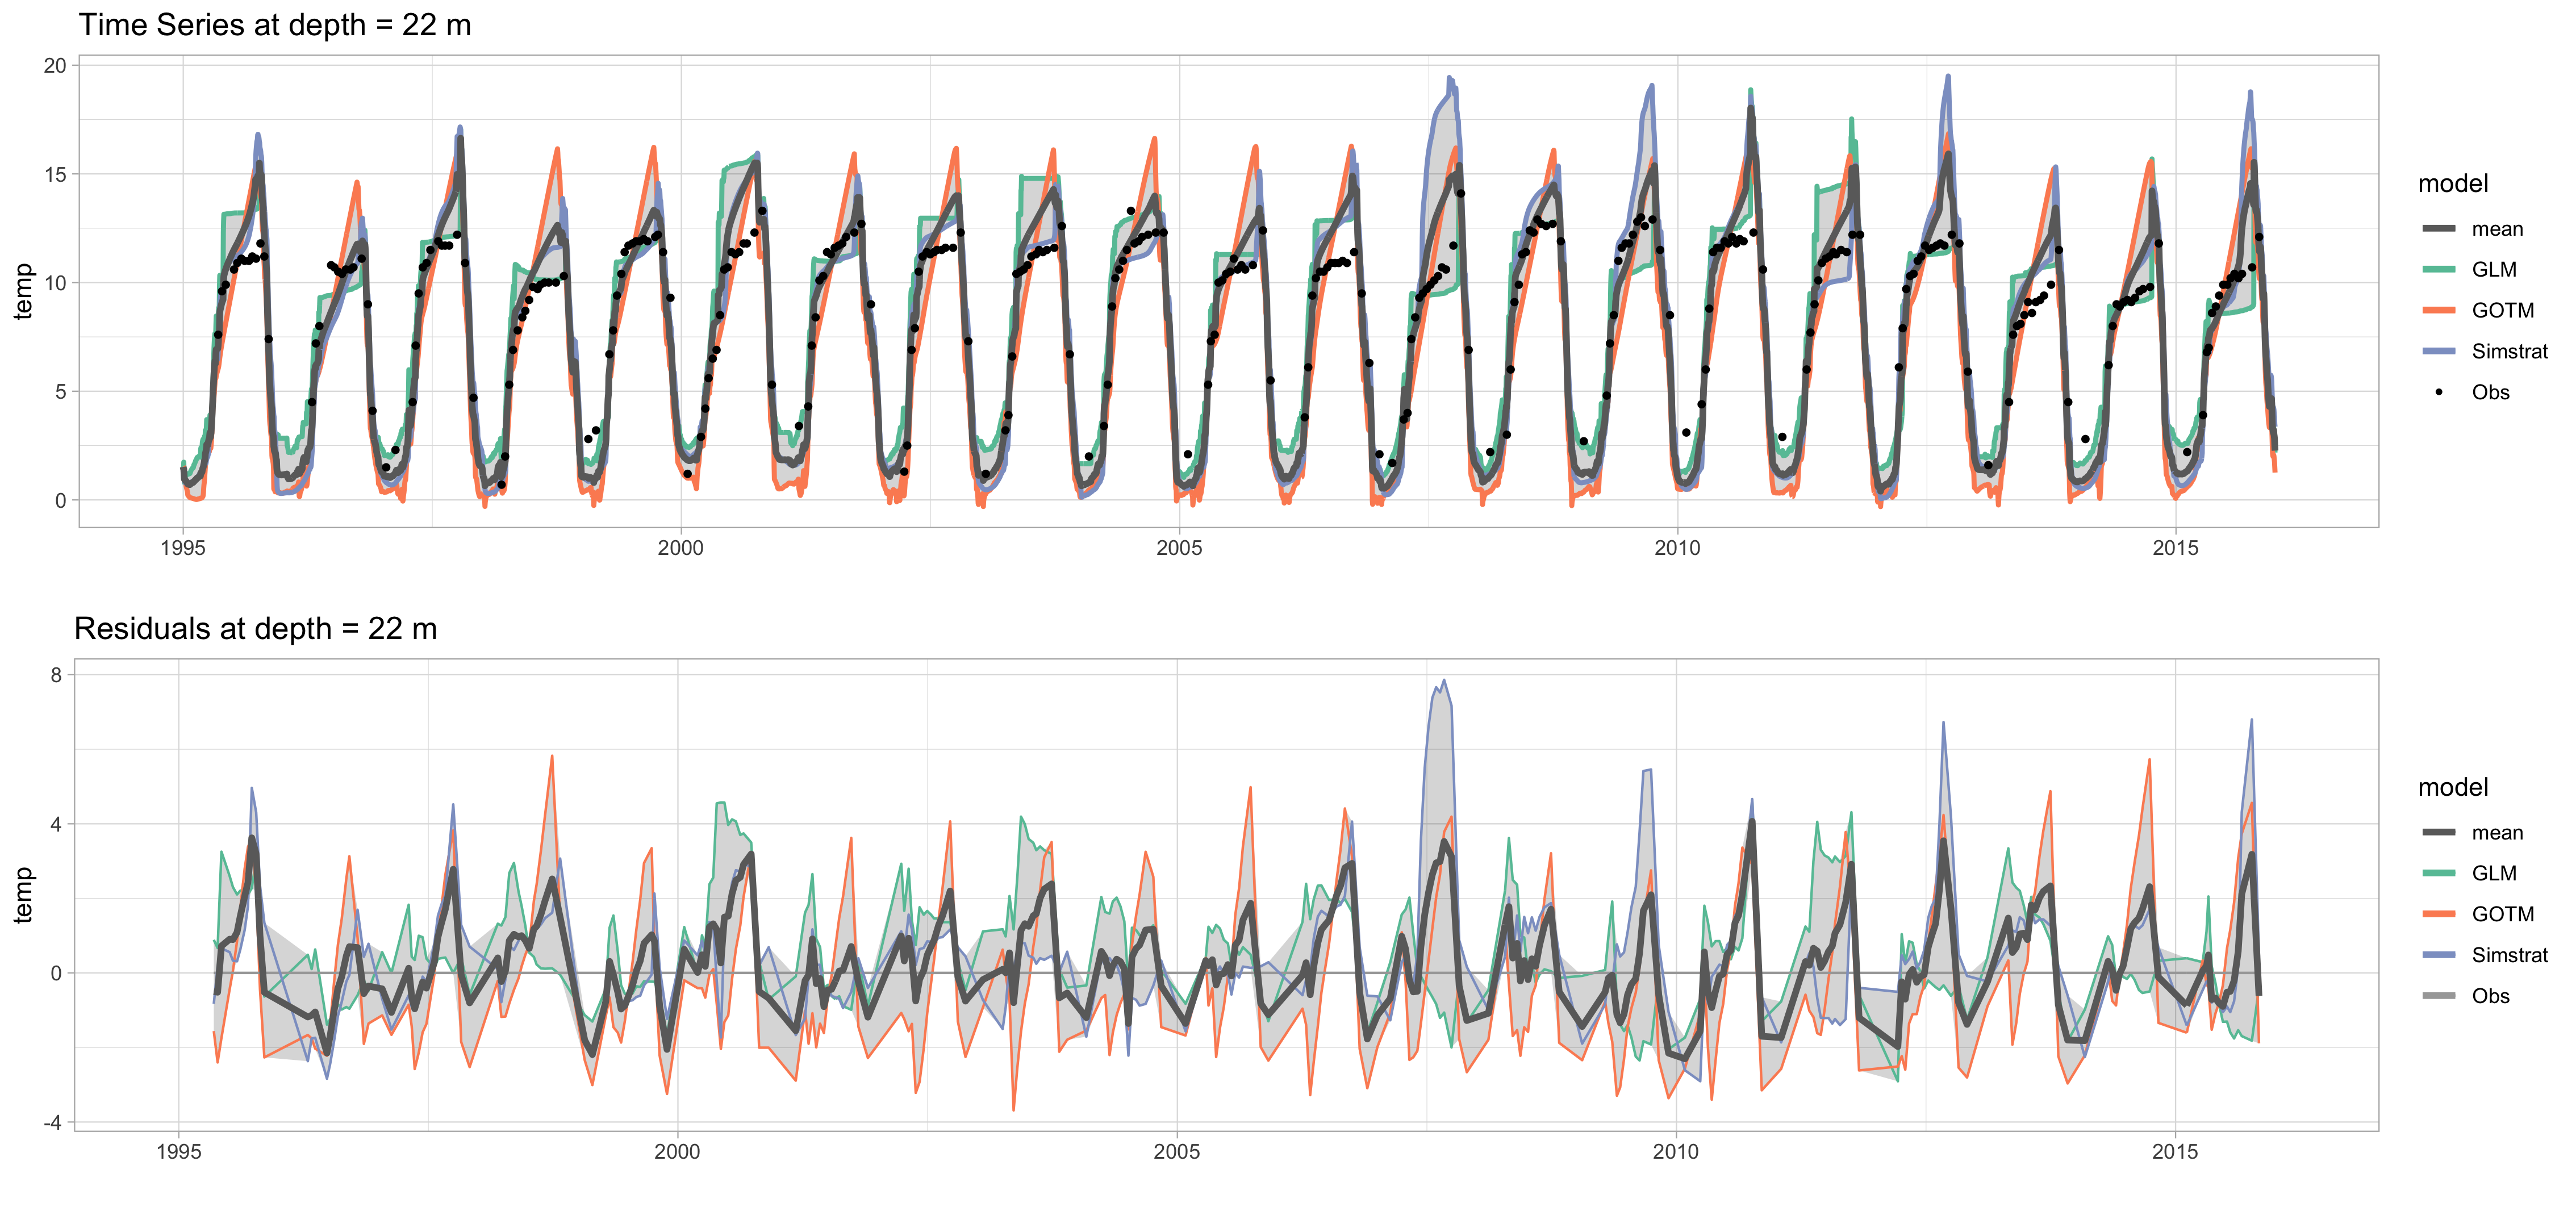 Time Series at depth = 22 m
20
15
10
5
0
temp
1995
2000
2005
2010
2015
model
mean
GLM
GOTM
Simstrat
Obs
Residuals at depth = 22 m
8
4
0
-4
temp
1995
2000
2005
2010
2015
model
mean
GLM
GOTM
Simstrat
Obs